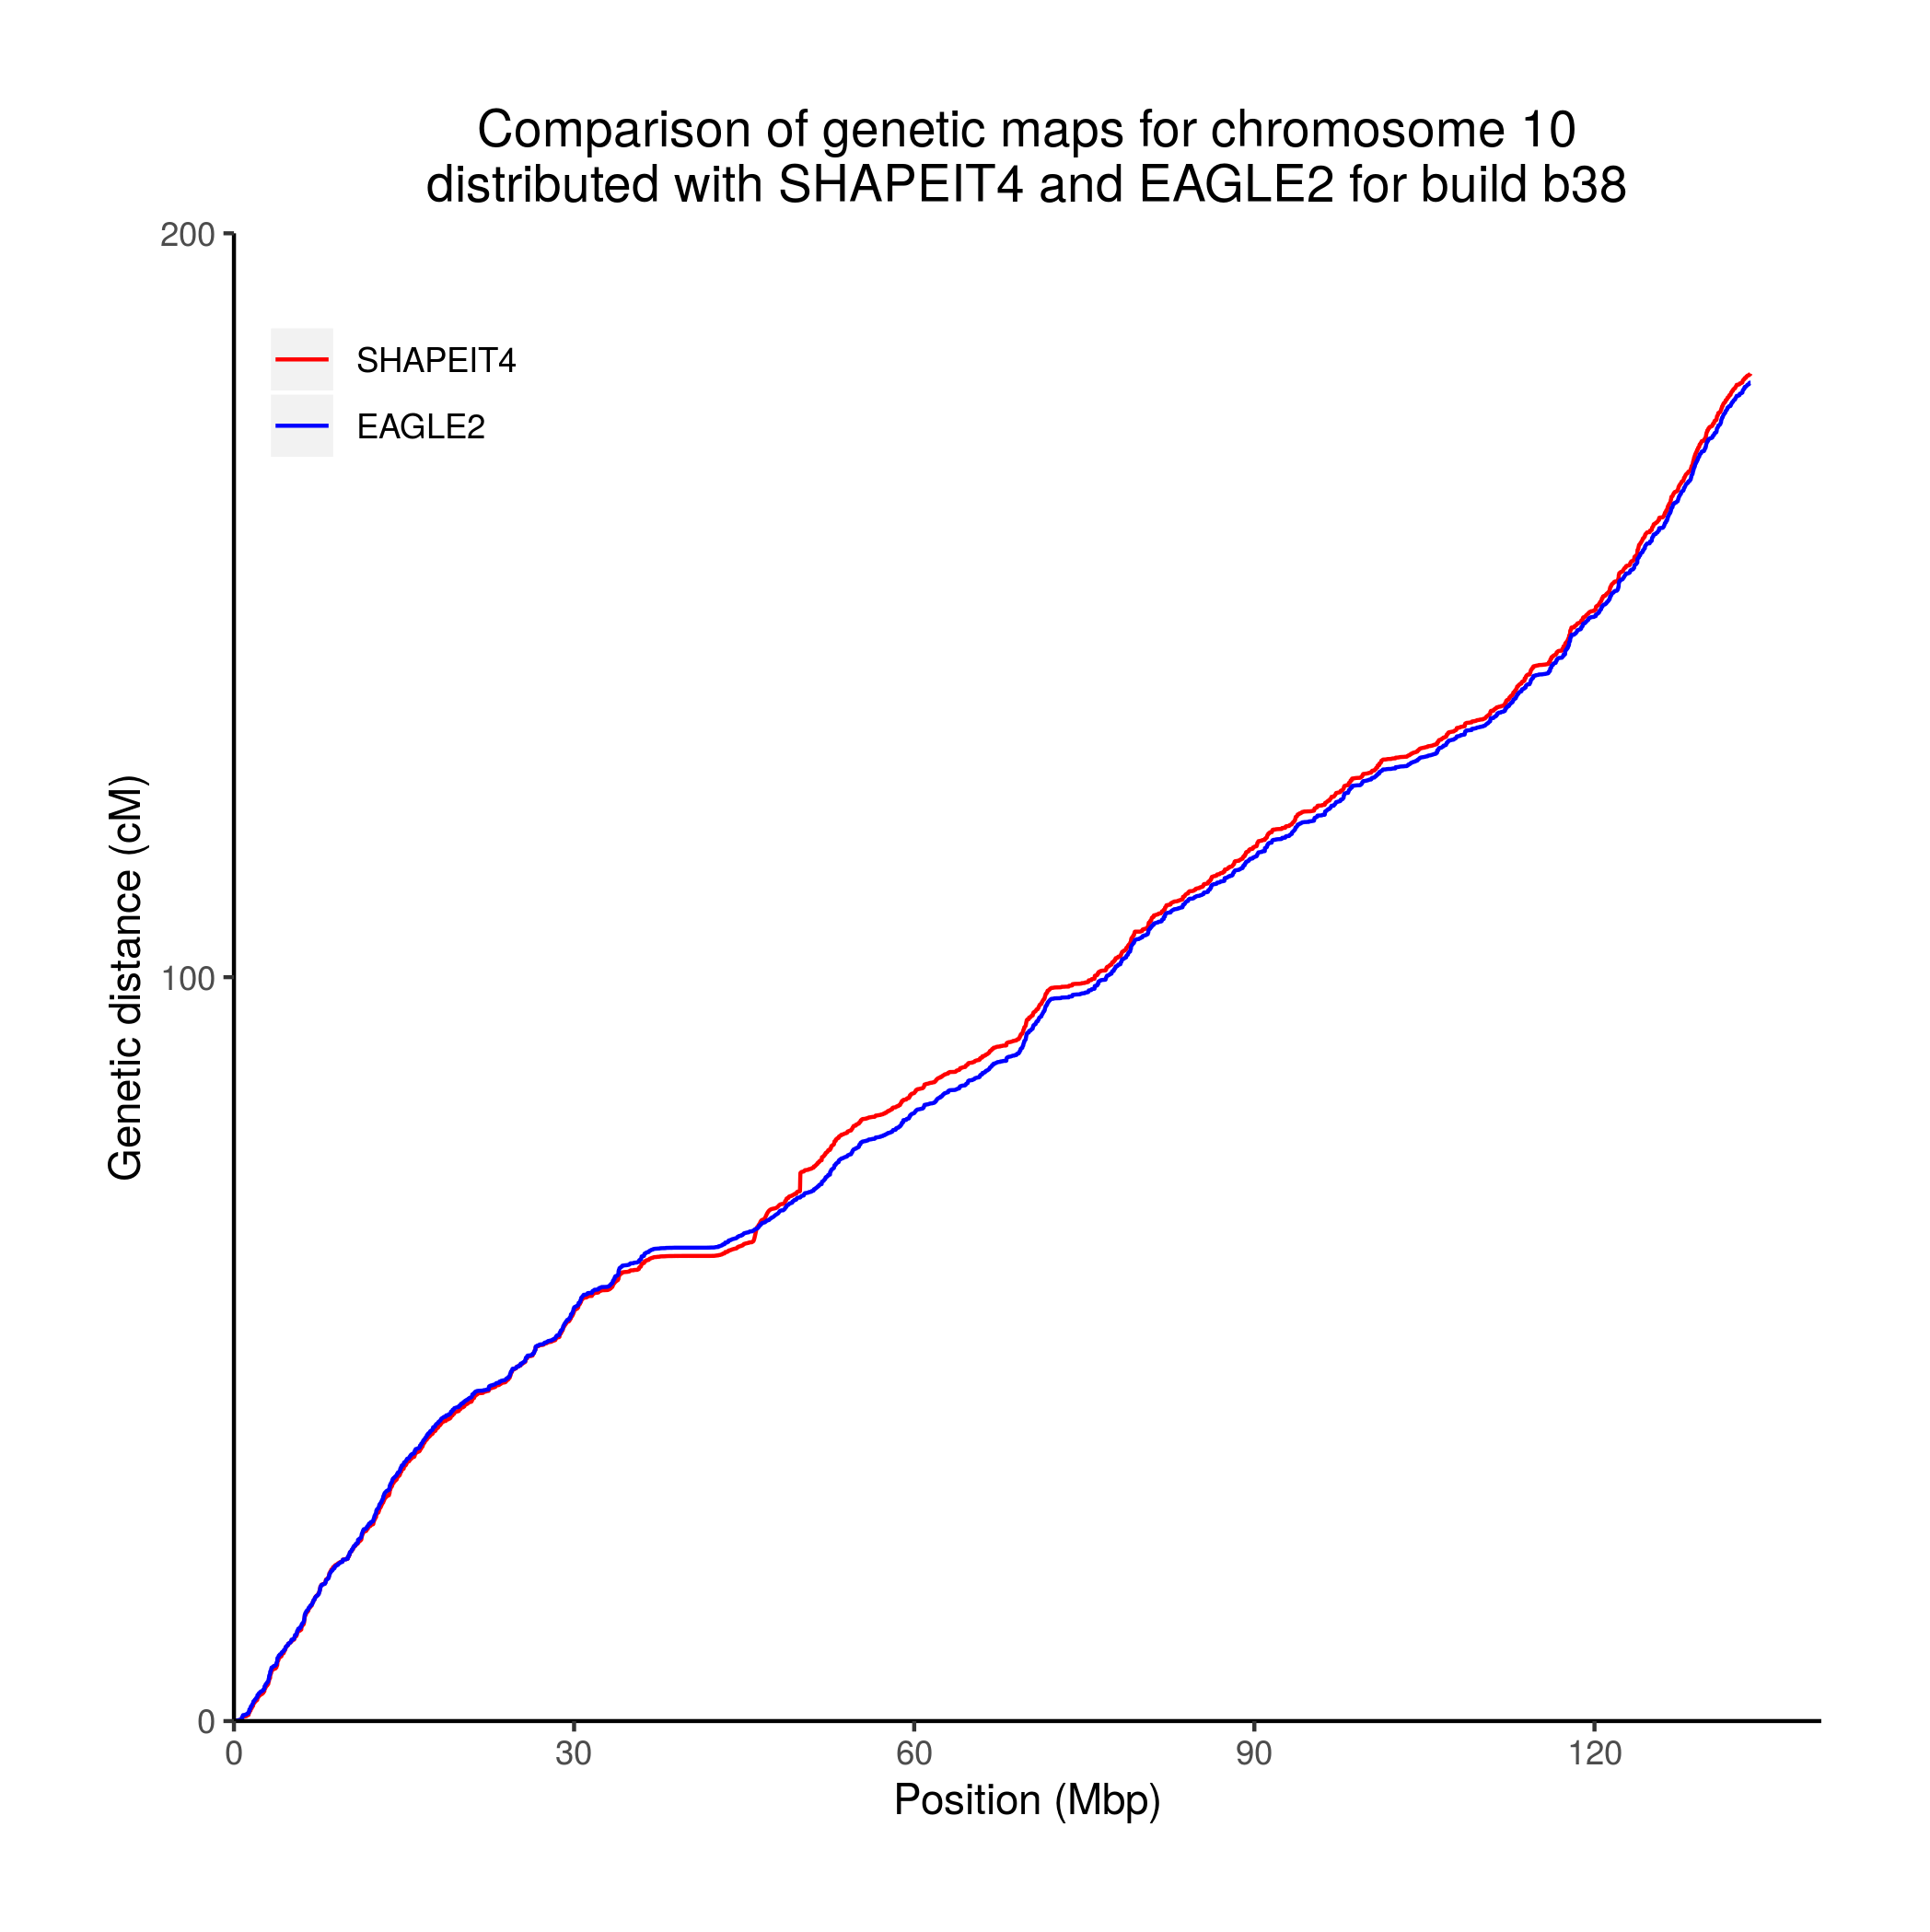 Comparison of genetic maps for chromosome 10
distributed with SHAPEIT4 and EAGLE2 for build b38
200
SHAPEIT4
EAGLE2
Genetic distance (cM)
100
0
0 30 60 90 120
Position (Mbp)